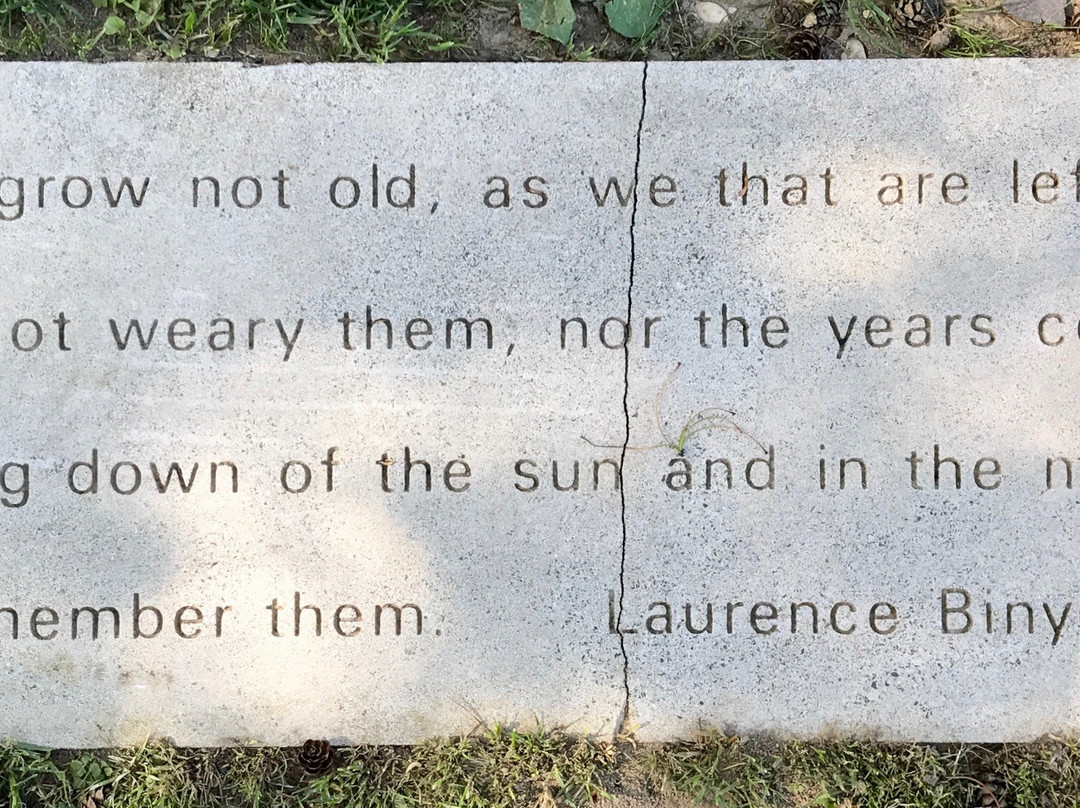 grow not old, as we that are lef
ot weary them, nor the years c
g down of the sun and in the m
member them. Laurence Biny